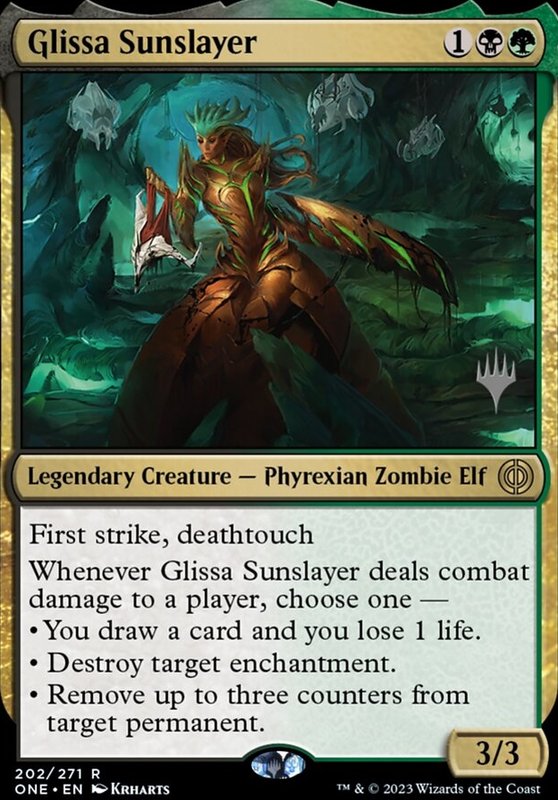 Glissa Sunslayer 1
Legendary Creature — Phyrexian Zombie Elf
First strike, deathtouch
Whenever Glissa Sunslayer deals combat
damage to a player, choose one —
• You draw a card and you lose 1 life.
• Destroy target enchantment.
• Remove up to three counters from
target permanent.
3/3
202/271 R
ONE • EN Krharts
™ & © 2023 Wizards of the Coast